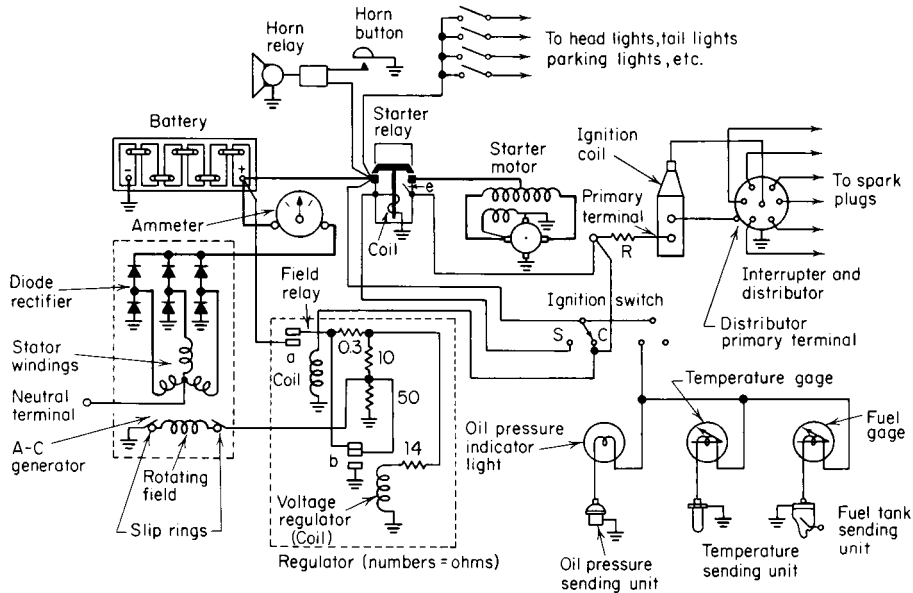 Horn
relay
Horn
button
To head lights, tail lights
parking lights, etc.
Battery
-
+
Starter
relay
e
Coil
Starter
motor
Ignition
coil
Primary
terminal
R
To spark
plugs
Interrupter and
distributor
Distributor
primary terminal
Ammeter
Diode
rectifier
Stator
windings
Neutral
terminal
A-C
generator
Rotating
field
Slip rings
Field
relay
a
Coil
0.3
10
50
14
b
Voltage
regulator
(Coil)
Regulator (numbers = ohms)
Ignition switch
S
C
Oil pressure
indicator
light
Temperature gage
Fuel
gage
Oil pressure
sending unit
Temperature
sending unit
Fuel tank
sending
unit